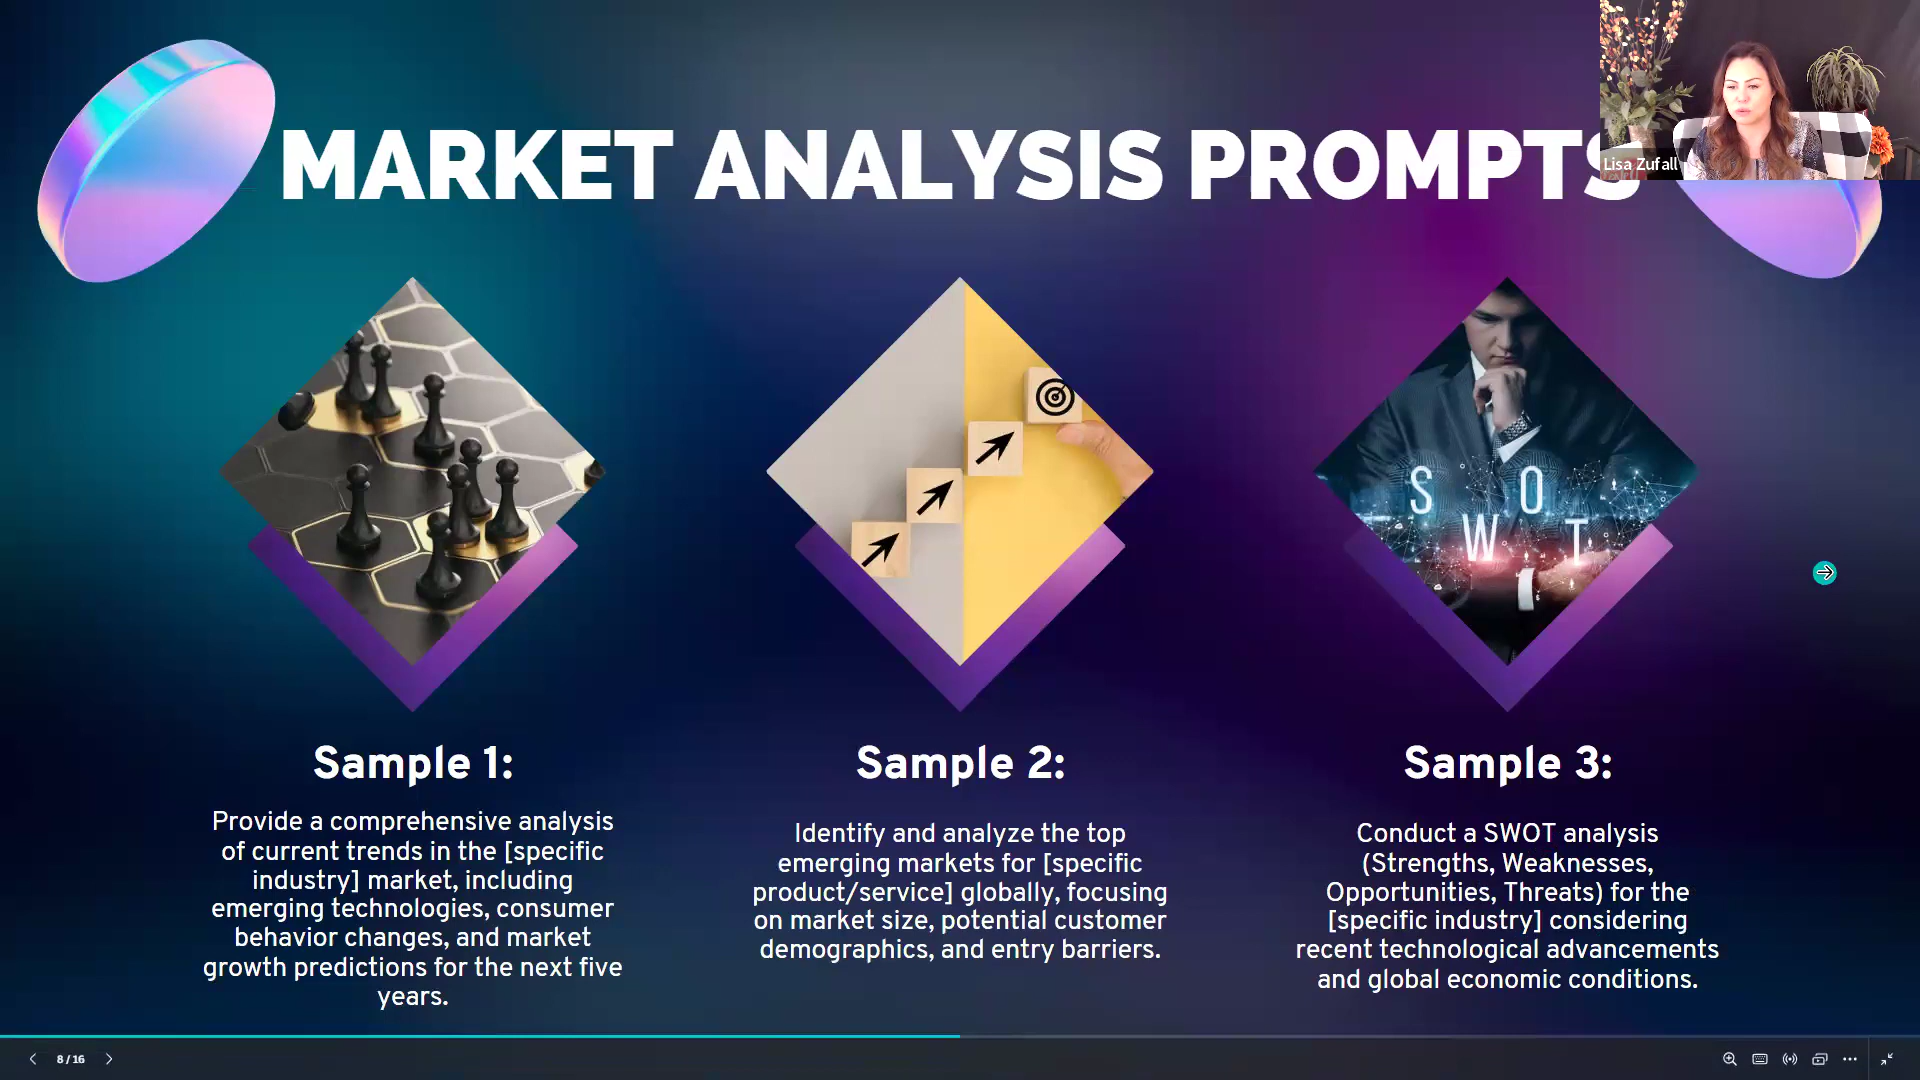 MARKET ANALYSIS PROMPTS
Lisa Zufall
S O
W T
Sample 1:
Provide a comprehensive analysis
of current trends in the [specific
industry] market, including
emerging technologies, consumer
behavior changes, and market
growth predictions for the next five
years.
Sample 2:
Identify and analyze the top
emerging markets for [specific
product/service] globally, focusing
on market size, potential customer
demographics, and entry barriers.
Sample 3:
Conduct a SWOT analysis
(Strengths, Weaknesses,
Opportunities, Threats) for the
[specific industry] considering
recent technological advancements
and global economic conditions.
8 / 16